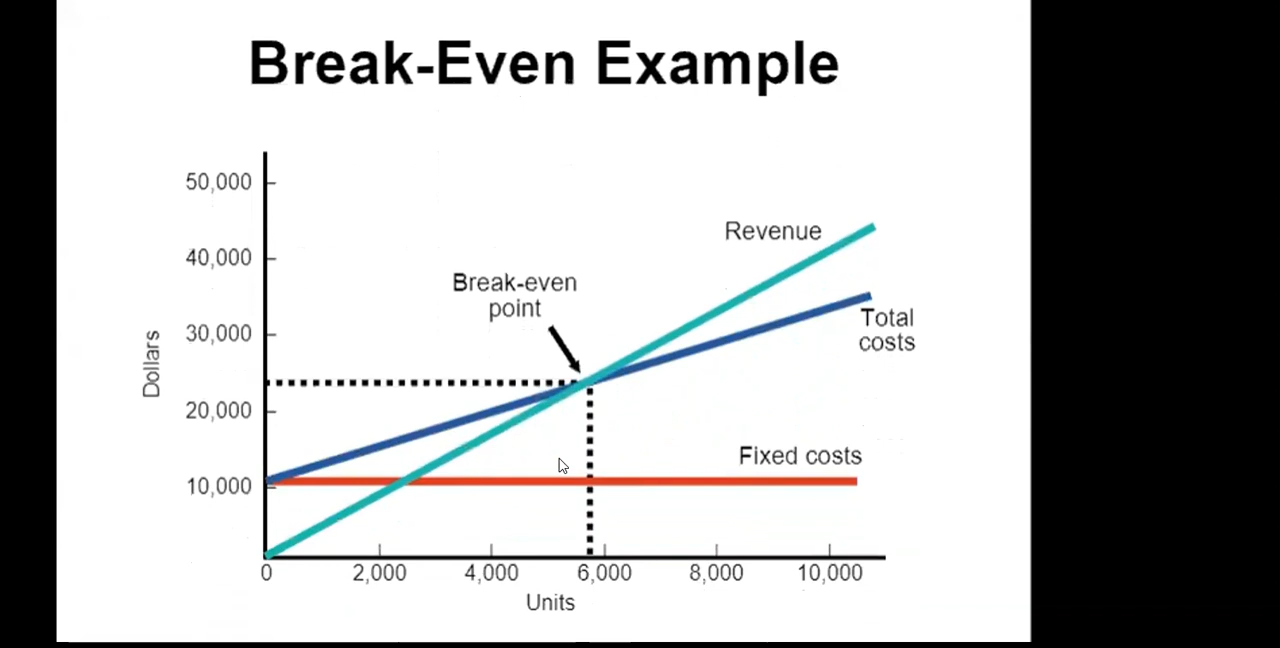 Break-Even Example
50,000
40,000
30,000
20,000
10,000
Dollars
Revenue
Break-even
point
Total
costs
Fixed costs
0 2,000 4,000 6,000 8,000 10,000
Units